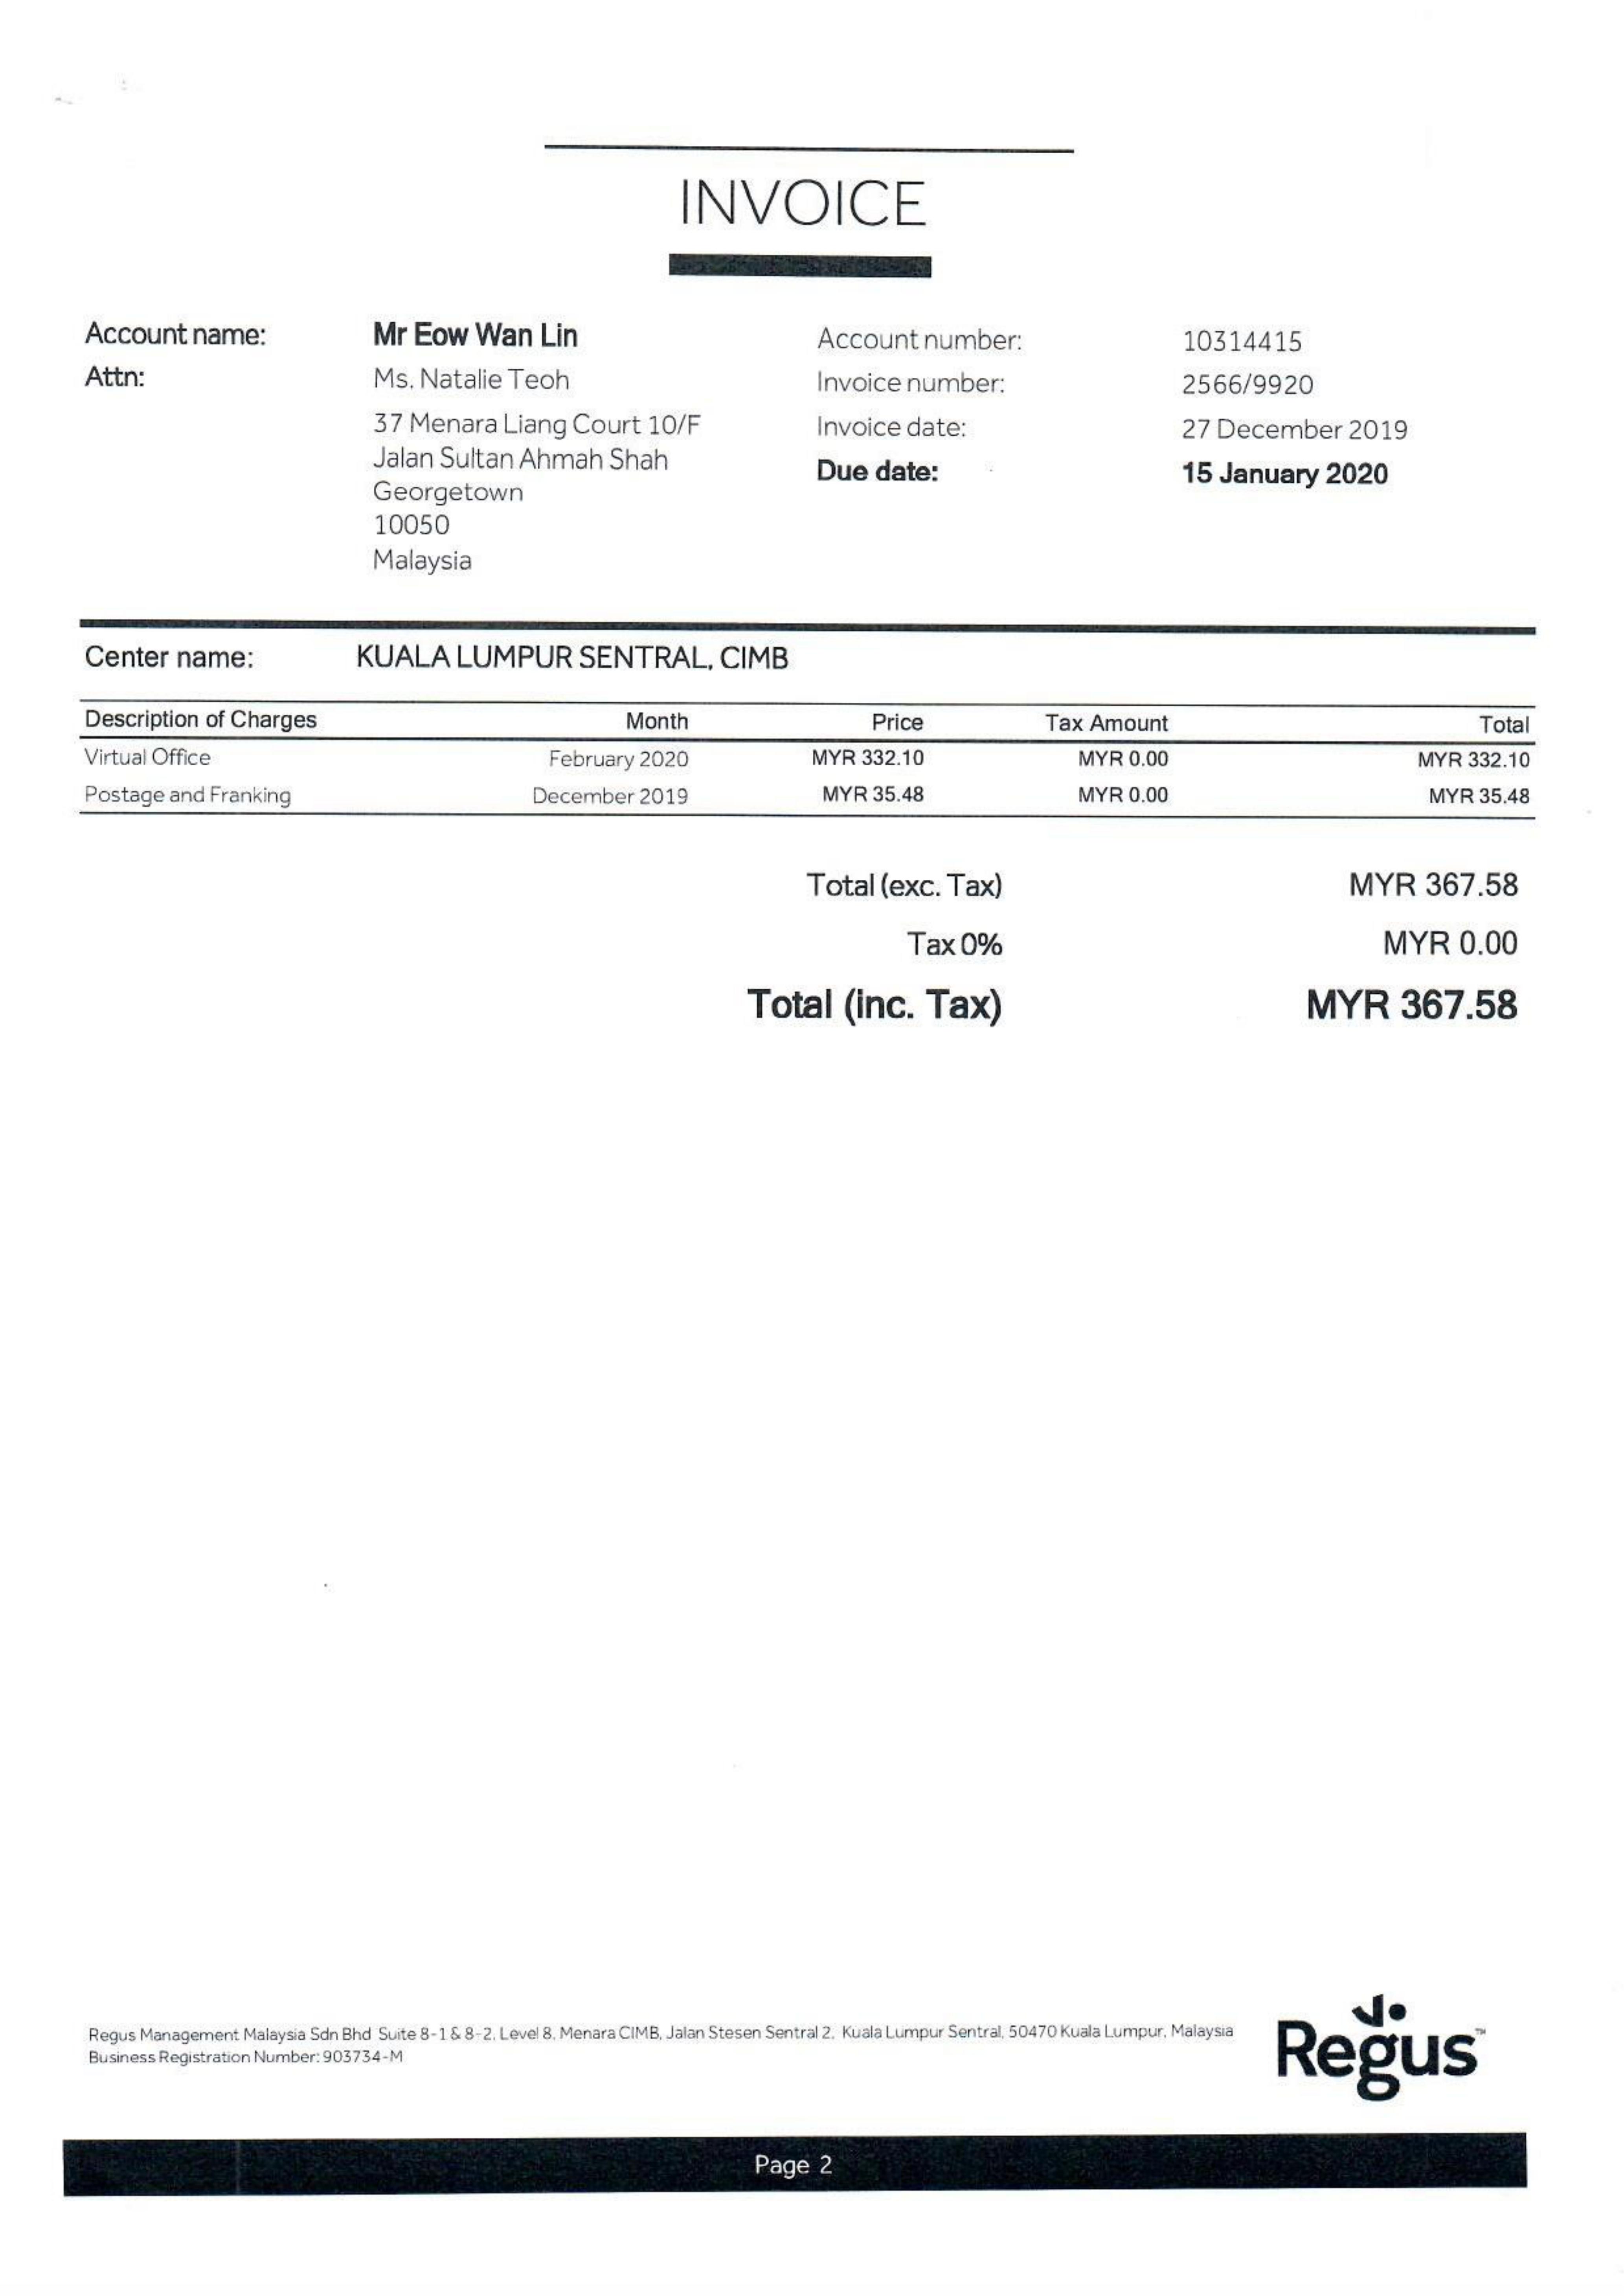 INVOICE
Account name: Mr Eow Wan Lin
Attn: Ms. Natalie Teoh
37 Menara Liang Court 10/F
Jalan Sultan Ahmah Shah
Georgetown
10050
Malaysia
Account number: 10314415
Invoice number: 2566/9920
Invoice date: 27 December 2019
Due date: 15 January 2020
Center name: KUALA LUMPUR SENTRAL, CIMB
Description of Charges Month Price Tax Amount Total
Virtual Office February 2020 MYR 332.10 MYR 0.00 MYR 332.10
Postage and Franking December 2019 MYR 35.48 MYR 0.00 MYR 35.48
Total (exc. Tax) MYR 367.58
Tax 0% MYR 0.00
Total (inc. Tax) MYR 367.58
Regus Management Malaysia Sdn Bhd Suite 8-1 & 8-2, Level 8, Menara CIMB, Jalan Stesen Sentral 2, Kuala Lumpur Sentral, 50470 Kuala Lumpur, Malaysia
Business Registration Number: 903734-M
Regus™
Page 2